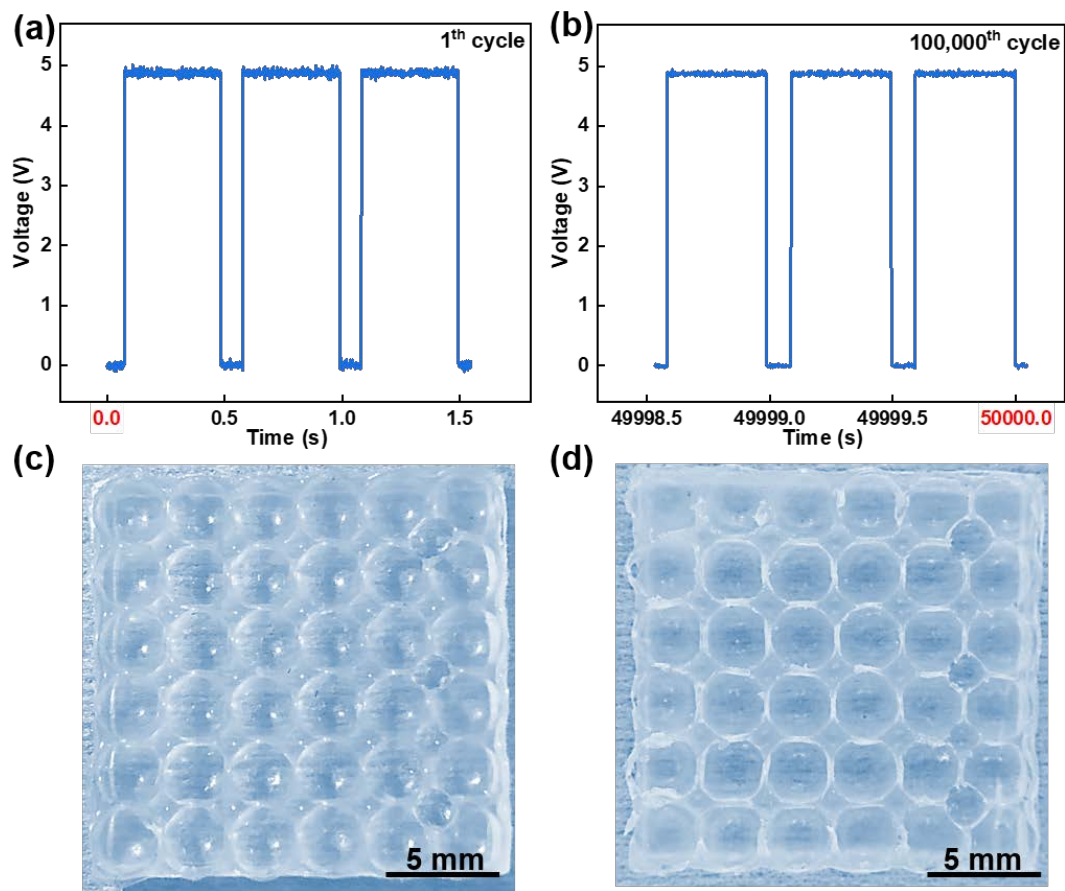 (a)
1th cycle
5
4
3
2
1
0
Voltage (V)
0.0 0.5 1.0 1.5
Time (s)
(b)
100,000th cycle
5
4
3
2
1
0
Voltage (V)
49998.5 49999.0 49999.5 50000.0
Time (s)
(c)
5 mm
(d)
5 mm